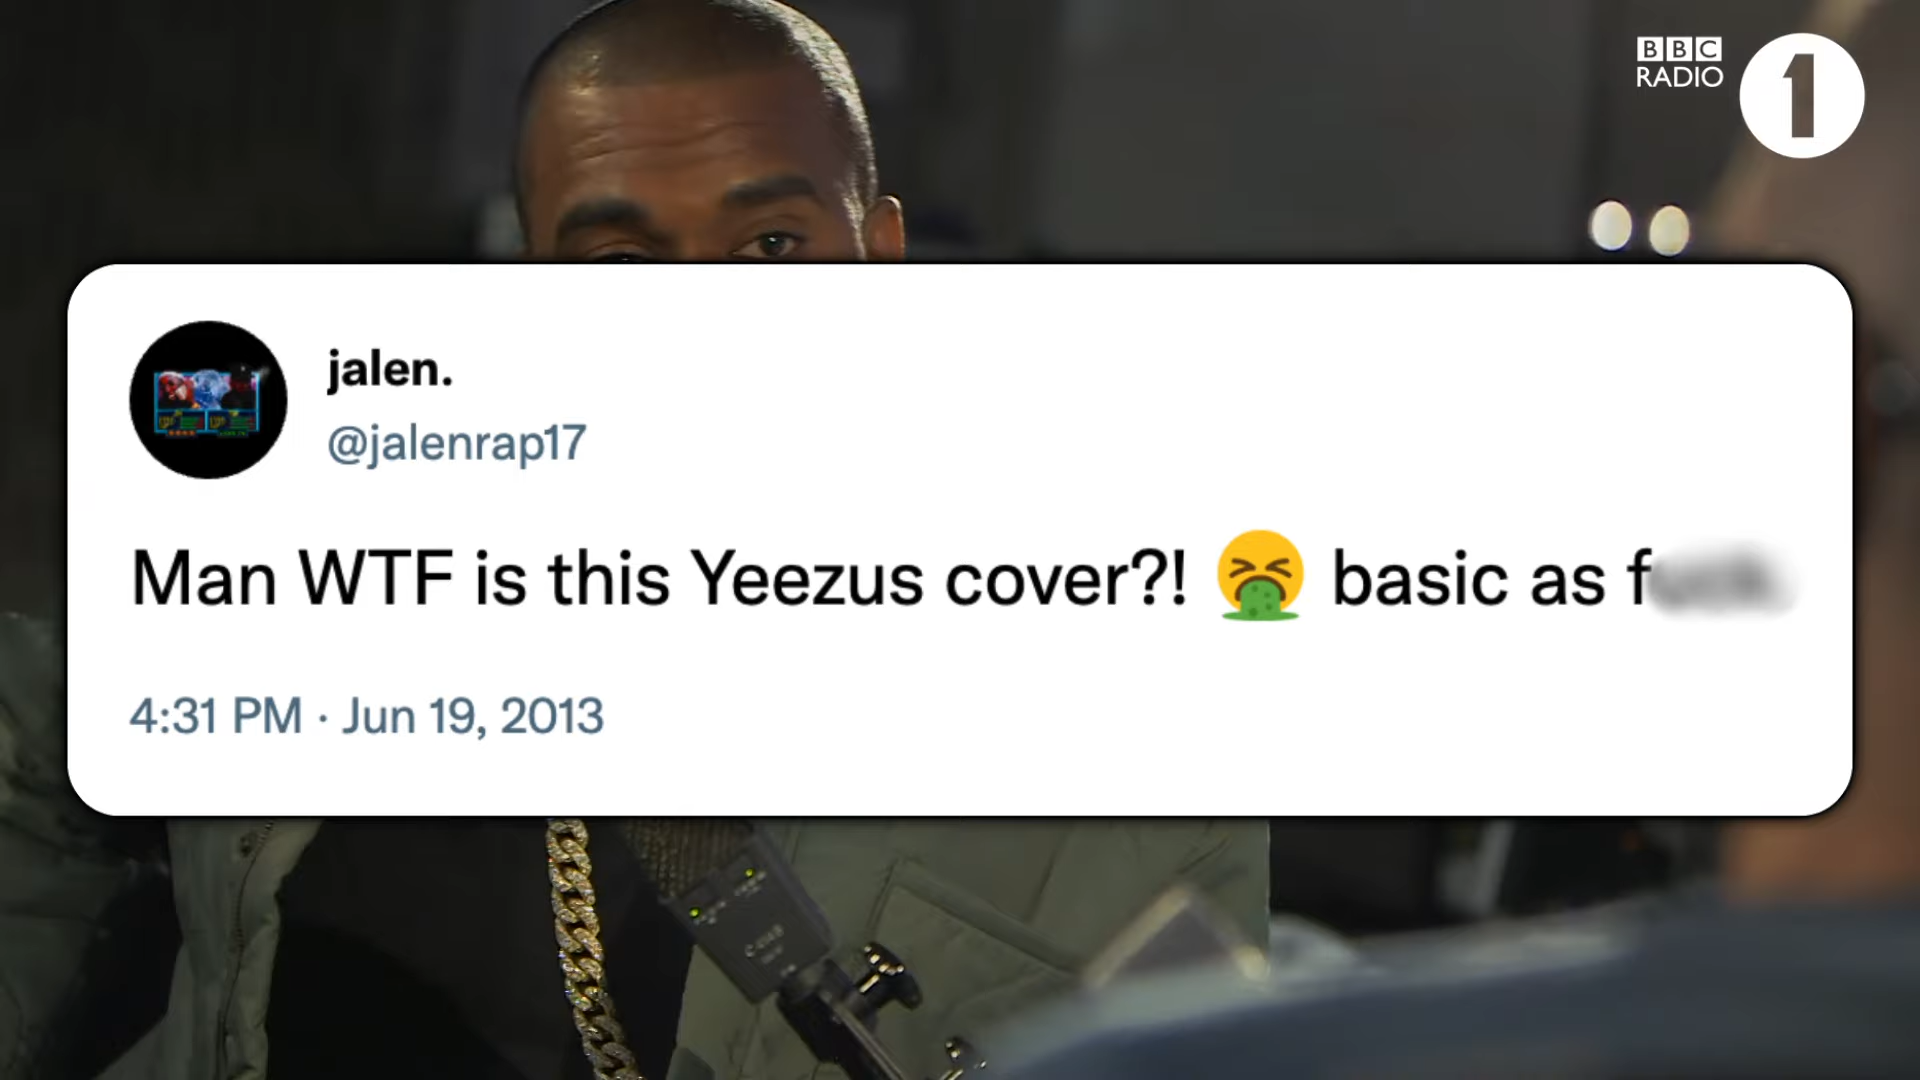 BBC
RADIO
1
jalen.
@jalenrap17
Man WTF is this Yeezus cover?! 🤮 basic as f
4:31 PM · Jun 19, 2013